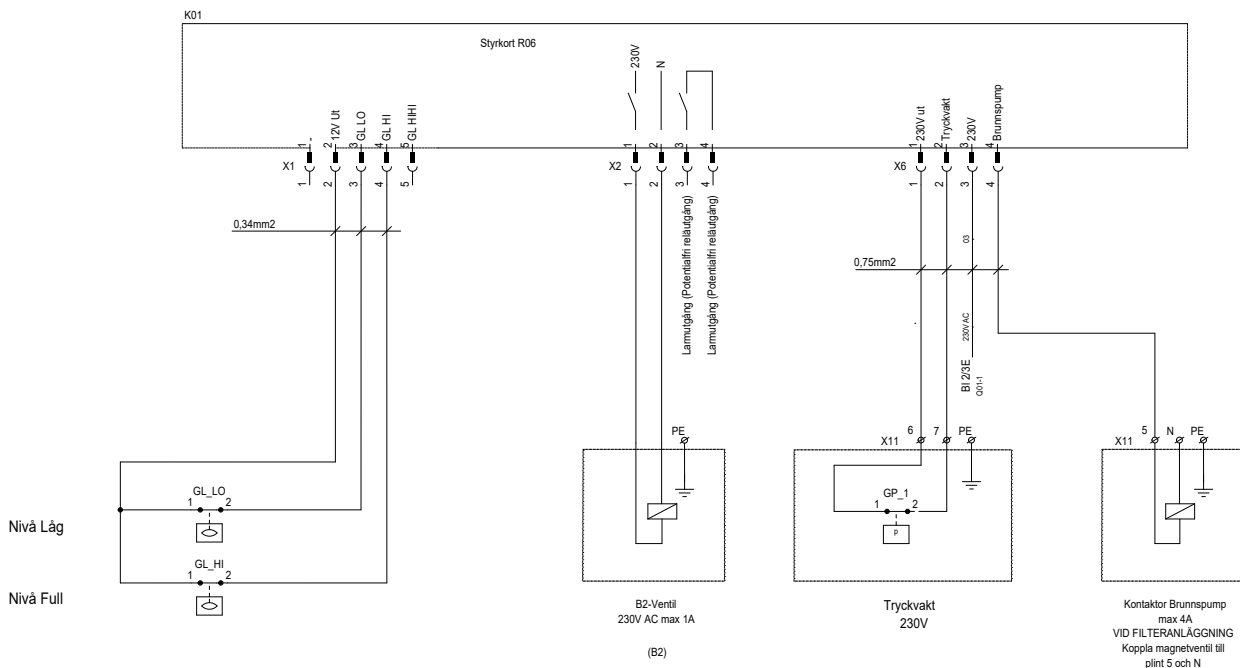 K01
Styrkort R06
230V
N
-
12V Ut
GL LO
GL HI
GL HIHI
230V ut
Tryckvakt
230V
Brunnspump
1
2
3
4
5
1
2
3
4
1
2
3
4
X1
X2
X6
1
2
3
4
5
1
2
3
4
1
2
3
4
Larmutgång (Potentialfri reläutgång)
Larmutgång (Potentialfri reläutgång)
0,34mm2
0,75mm2
03
230V AC
BI 2/3E
Q01-1
PE
X11
6
7
PE
X11
5
N
PE
GL_LO
1
2
Nivå Låg
GL_HI
1
2
Nivå Full
GP_1
1
2
P
B2-Ventil
230V AC max 1A
(B2)
Tryckvakt
230V
Kontaktor Brunnspump
max 4A
VID FILTERANLÄGGNING
Koppla magnetventil till
plint 5 och N